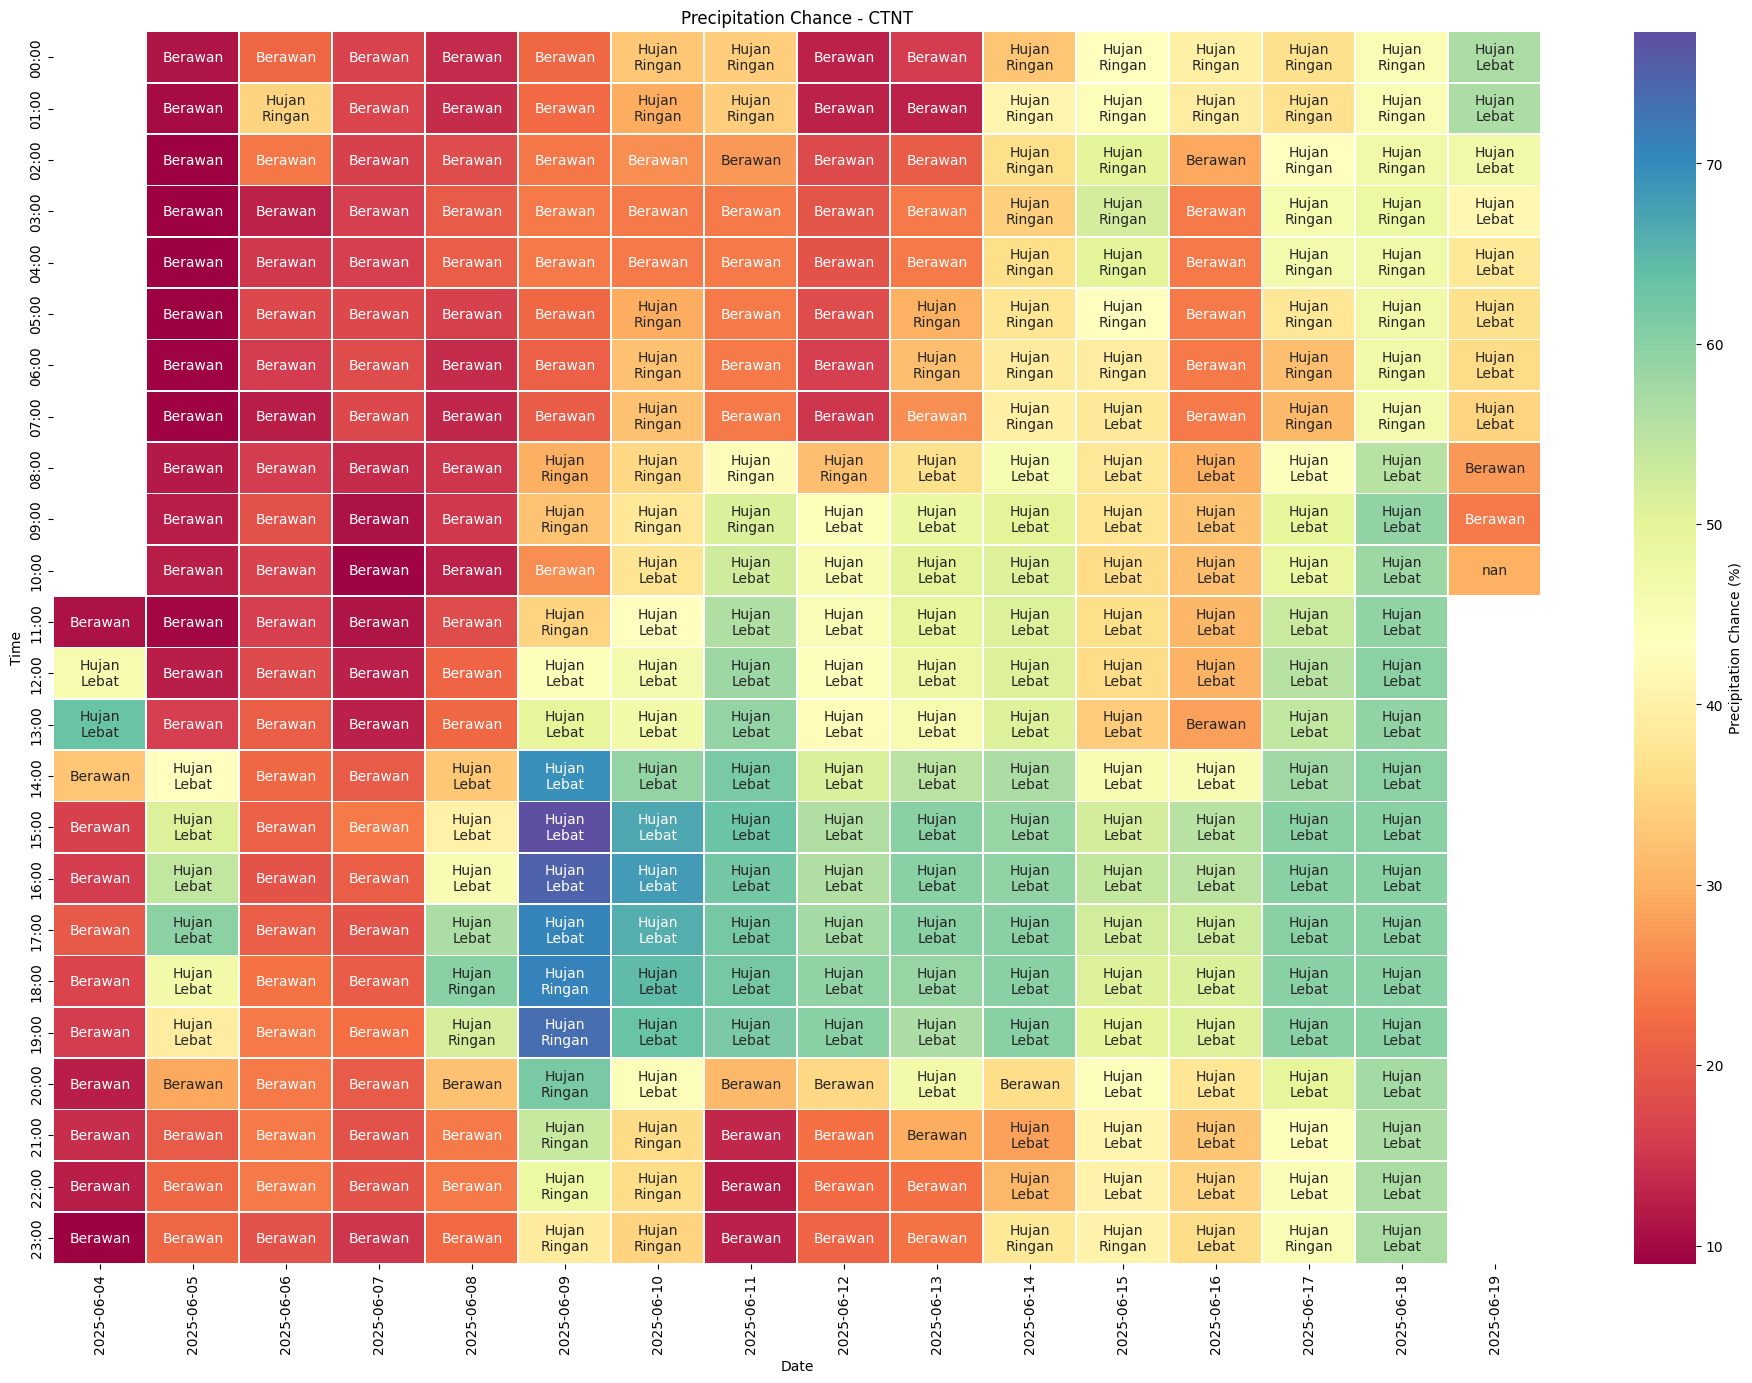 Precipitation Chance - CTNT
00:00 Berawan Berawan Berawan Berawan Berawan Hujan Ringan Hujan Ringan Berawan Berawan Hujan Ringan Hujan Ringan Hujan Ringan Hujan Ringan Hujan Ringan Hujan Lebat
01:00 Berawan Hujan Ringan Berawan Berawan Berawan Hujan Ringan Hujan Ringan Berawan Berawan Hujan Ringan Hujan Ringan Hujan Ringan Hujan Ringan Hujan Ringan Hujan Lebat
02:00 Berawan Berawan Berawan Berawan Berawan Berawan Berawan Berawan Berawan Hujan Ringan Hujan Ringan Berawan Hujan Ringan Hujan Ringan Hujan Lebat
03:00 Berawan Berawan Berawan Berawan Berawan Berawan Berawan Berawan Berawan Hujan Ringan Hujan Ringan Berawan Hujan Ringan Hujan Ringan Hujan Lebat
04:00 Berawan Berawan Berawan Berawan Berawan Berawan Berawan Berawan Berawan Hujan Ringan Hujan Ringan Berawan Hujan Ringan Hujan Ringan Hujan Lebat
05:00 Berawan Berawan Berawan Berawan Berawan Hujan Ringan Berawan Berawan Hujan Ringan Hujan Ringan Hujan Ringan Berawan Hujan Ringan Hujan Ringan Hujan Lebat
06:00 Berawan Berawan Berawan Berawan Berawan Hujan Ringan Berawan Berawan Hujan Ringan Hujan Ringan Hujan Ringan Berawan Hujan Ringan Hujan Ringan Hujan Lebat
07:00 Berawan Berawan Berawan Berawan Berawan Hujan Ringan Berawan Berawan Berawan Hujan Ringan Hujan Lebat Berawan Hujan Ringan Hujan Ringan Hujan Lebat
08:00 Berawan Berawan Berawan Berawan Hujan Ringan Hujan Ringan Hujan Ringan Hujan Ringan Hujan Lebat Hujan Lebat Hujan Lebat Hujan Lebat Hujan Lebat Hujan Lebat Berawan
09:00 Berawan Berawan Berawan Berawan Hujan Ringan Hujan Ringan Hujan Ringan Hujan Lebat Hujan Lebat Hujan Lebat Hujan Lebat Hujan Lebat Hujan Lebat Hujan Lebat Berawan
10:00 Berawan Berawan Berawan Berawan Berawan Hujan Lebat Hujan Lebat Hujan Lebat Hujan Lebat Hujan Lebat Hujan Lebat Hujan Lebat Hujan Lebat Hujan Lebat nan
11:00 Berawan Berawan Berawan Berawan Berawan Hujan Ringan Hujan Lebat Hujan Lebat Hujan Lebat Hujan Lebat Hujan Lebat Hujan Lebat Hujan Lebat Hujan Lebat Hujan Lebat
12:00 Hujan Lebat Berawan Berawan Berawan Berawan Hujan Lebat Hujan Lebat Hujan Lebat Hujan Lebat Hujan Lebat Hujan Lebat Hujan Lebat Hujan Lebat Hujan Lebat Hujan Lebat
13:00 Hujan Lebat Berawan Berawan Berawan Berawan Hujan Lebat Hujan Lebat Hujan Lebat Hujan Lebat Hujan Lebat Hujan Lebat Hujan Lebat Berawan Hujan Lebat Hujan Lebat
14:00 Berawan Hujan Lebat Berawan Berawan Hujan Lebat Hujan Lebat Hujan Lebat Hujan Lebat Hujan Lebat Hujan Lebat Hujan Lebat Hujan Lebat Hujan Lebat Hujan Lebat Hujan Lebat
15:00 Berawan Hujan Lebat Berawan Berawan Hujan Lebat Hujan Lebat Hujan Lebat Hujan Lebat Hujan Lebat Hujan Lebat Hujan Lebat Hujan Lebat Hujan Lebat Hujan Lebat Hujan Lebat
16:00 Berawan Hujan Lebat Berawan Berawan Hujan Lebat Hujan Lebat Hujan Lebat Hujan Lebat Hujan Lebat Hujan Lebat Hujan Lebat Hujan Lebat Hujan Lebat Hujan Lebat Hujan Lebat
17:00 Berawan Hujan Lebat Berawan Berawan Hujan Lebat Hujan Lebat Hujan Lebat Hujan Lebat Hujan Lebat Hujan Lebat Hujan Lebat Hujan Lebat Hujan Lebat Hujan Lebat Hujan Lebat
18:00 Berawan Hujan Lebat Berawan Berawan Hujan Ringan Hujan Ringan Hujan Lebat Hujan Lebat Hujan Lebat Hujan Lebat Hujan Lebat Hujan Lebat Hujan Lebat Hujan Lebat Hujan Lebat
19:00 Berawan Hujan Lebat Berawan Berawan Hujan Ringan Hujan Ringan Hujan Lebat Hujan Lebat Hujan Lebat Hujan Lebat Hujan Lebat Hujan Lebat Hujan Lebat Hujan Lebat Hujan Lebat
20:00 Berawan Berawan Berawan Berawan Berawan Hujan Ringan Hujan Lebat Berawan Berawan Hujan Lebat Berawan Hujan Lebat Hujan Lebat Hujan Lebat Hujan Lebat
21:00 Berawan Berawan Berawan Berawan Berawan Hujan Ringan Hujan Ringan Berawan Berawan Berawan Hujan Lebat Hujan Lebat Hujan Lebat Hujan Lebat Hujan Lebat
22:00 Berawan Berawan Berawan Berawan Berawan Hujan Ringan Hujan Ringan Berawan Berawan Berawan Hujan Lebat Hujan Lebat Hujan Lebat Hujan Lebat Hujan Lebat
23:00 Berawan Berawan Berawan Berawan Berawan Hujan Ringan Hujan Ringan Berawan Berawan Berawan Hujan Ringan Hujan Ringan Hujan Lebat Hujan Ringan Hujan Lebat
Time
2025-06-04 2025-06-05 2025-06-06 2025-06-07 2025-06-08 2025-06-09 2025-06-10 2025-06-11 2025-06-12 2025-06-13 2025-06-14 2025-06-15 2025-06-16 2025-06-17 2025-06-18 2025-06-19
Date
70
60
50
40
30
20
10
Precipitation Chance (%)